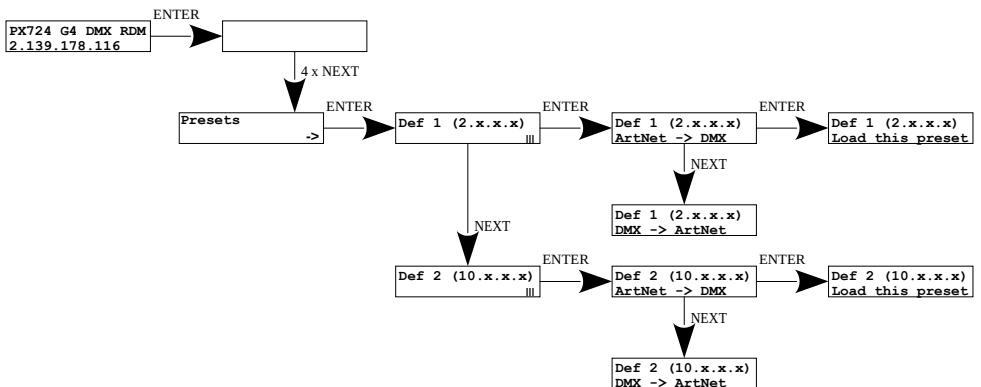 ENTER
PX724 G4 DMX RDM
2.139.178.116
4 x NEXT
Presets
->
ENTER
Def 1 (2.x.x.x)
|||
ENTER
Def 1 (2.x.x.x)
ArtNet -> DMX
ENTER
Def 1 (2.x.x.x)
Load this preset
NEXT
Def 1 (2.x.x.x)
DMX -> ArtNet
NEXT
Def 2 (10.x.x.x)
|||
ENTER
Def 2 (10.x.x.x)
ArtNet -> DMX
ENTER
Def 2 (10.x.x.x)
Load this preset
NEXT
Def 2 (10.x.x.x)
DMX -> ArtNet